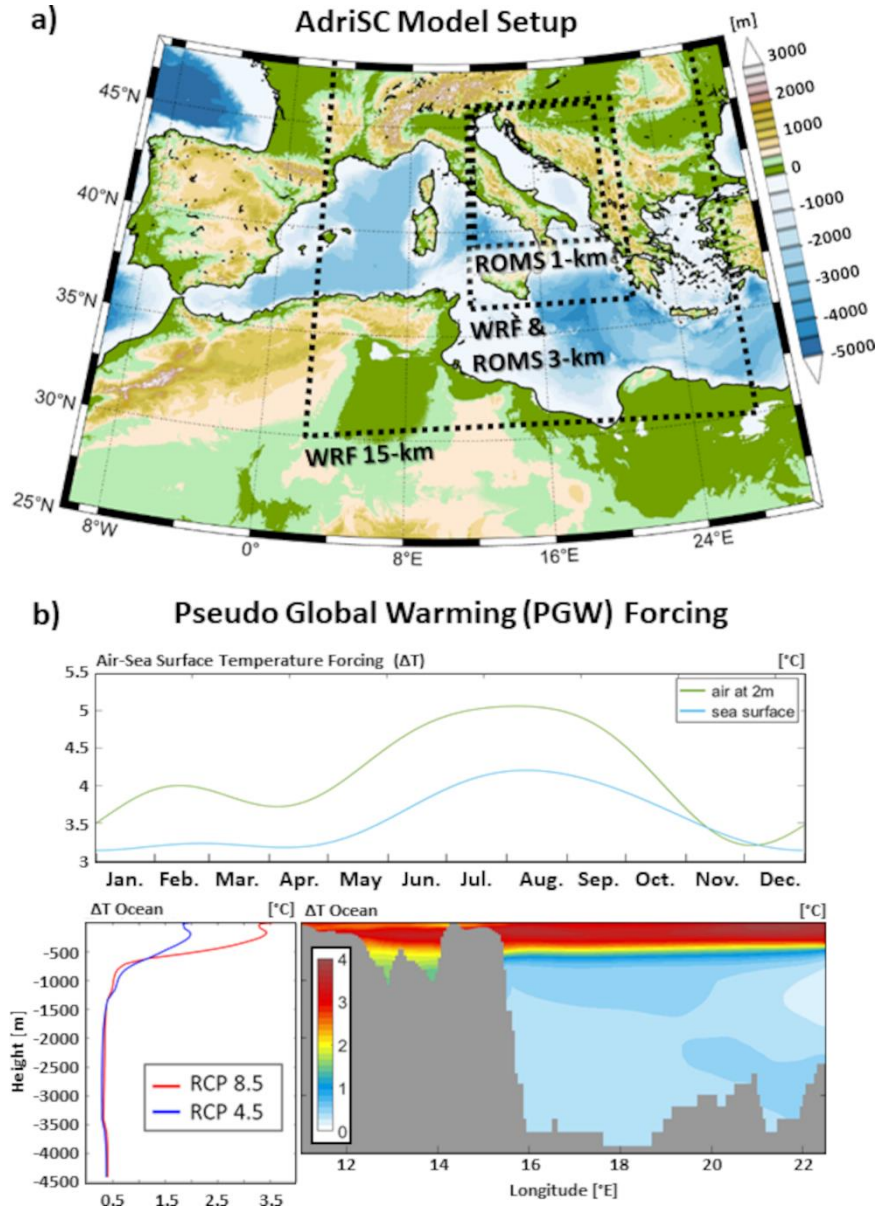 a)
AdriSC Model Setup
[m]
3000
2000
1000
0
-1000
-2000
-3000
-4000
-5000
45°N
40°N
35°N
30°N
25°N
8°W
0°
8°E
16°E
24°E
ROMS 1-km
WRF &
ROMS 3-km
WRF 15-km
b)
Pseudo Global Warming (PGW) Forcing
Air-Sea Surface Temperature Forcing (ΔT)
[°C]
5.5
5
4.5
4
3.5
3
air at 2m
sea surface
Jan. Feb. Mar. Apr. May Jun. Jul. Aug. Sep. Oct. Nov. Dec.
ΔT Ocean
[°C]
Height [m]
-500
-1000
-1500
-2000
-2500
-3000
-3500
-4000
-4500
RCP 8.5
RCP 4.5
0.5 1.5 2.5 3.5
ΔT Ocean
[°C]
4
3
2
1
0
12 14 16 18 20 22
Longitude [°E]